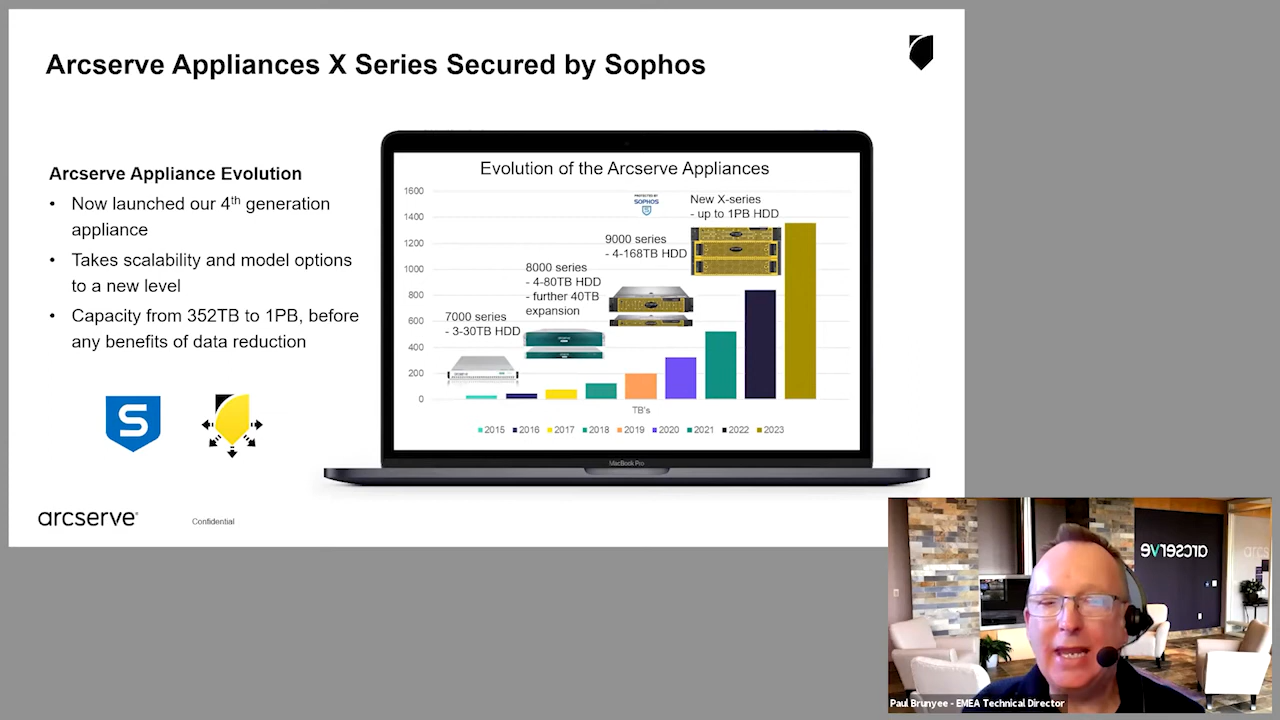 Arcserve Appliances X Series Secured by Sophos
Arcserve Appliance Evolution
• Now launched our 4th generation
appliance
• Takes scalability and model options
to a new level
• Capacity from 352TB to 1PB, before
any benefits of data reduction
S
arcserve®
Confidential
Evolution of the Arcserve Appliances
1600
1400
1200
1000
800
600
400
200
0
7000 series
- 3-30TB HDD
8000 series
- 4-80TB HDD
- further 40TB
expansion
9000 series
- 4-168TB HDD
PROTECTED BY
SOPHOS
New X-series
- up to 1PB HDD
TB's
2015 2016 2017 2018 2019 2020 2021 2022 2023
MacBook Pro
arcserve
arcs
Paul Brunyee - EMEA Technical Director